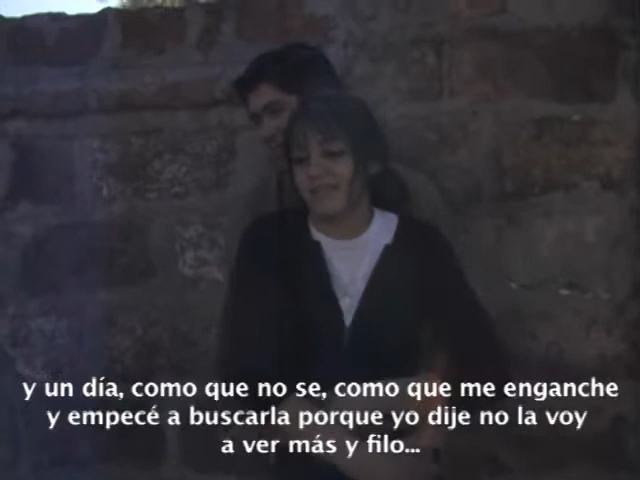 y un día, como que no se, como que me enganche
y empecé a buscarla porque yo dije no la voy
a ver más y filo...